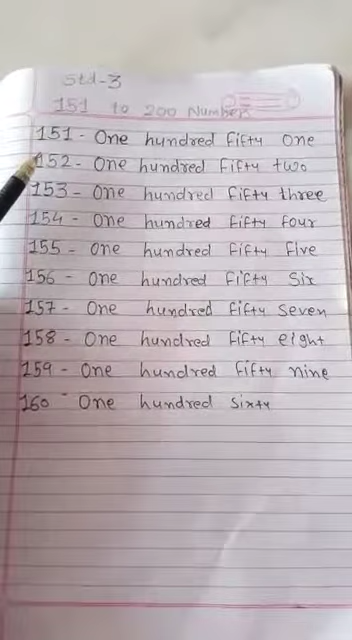 Std-3
151 to 200 Number
151- One hundred fifty one
152- One hundred fifty two
153- One hundred fifty three
154 - One hundred fifty four
155 - One hundred fifty five
156 - One hundred fifty six
157 - One hundred fifty seven
158 - One hundred fifty eight
159 - One hundred fifty nine
160 - One hundred sixty